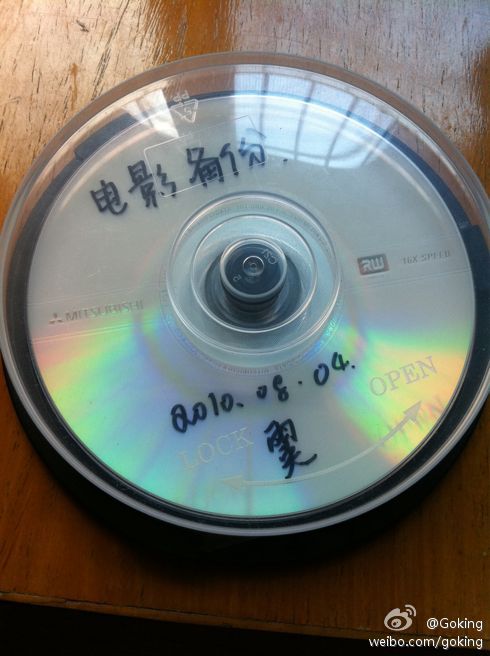 电影备份.
RW
16X SPEED
MITSUBISHI
2010.08.04.
OPEN
LOCK
@Goking
weibo.com/goking